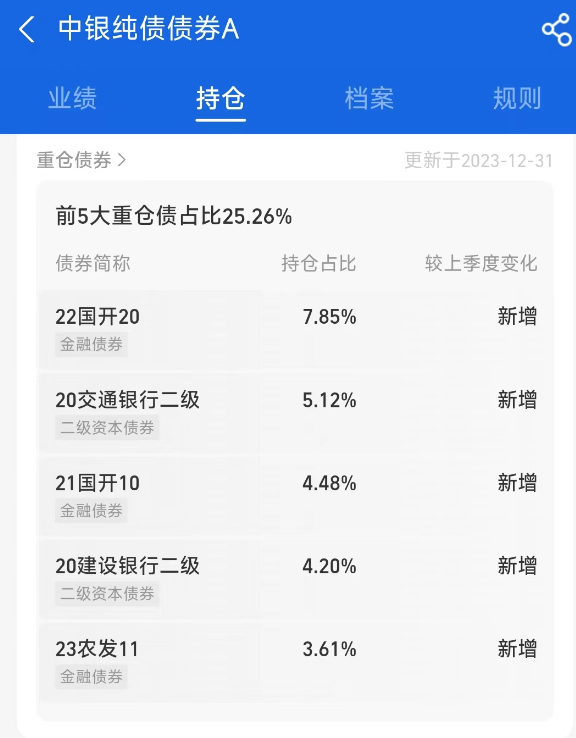 中银纯债债券A
业绩 持仓 档案 规则
重仓债券 更新于2023-12-31
前5大重仓债占比25.26%
债券简称 持仓占比 较上季度变化
22国开20 7.85% 新增
金融债券
20交通银行二级 5.12% 新增
二级资本债券
21国开10 4.48% 新增
金融债券
20建设银行二级 4.20% 新增
二级资本债券
23农发11 3.61% 新增
金融债券